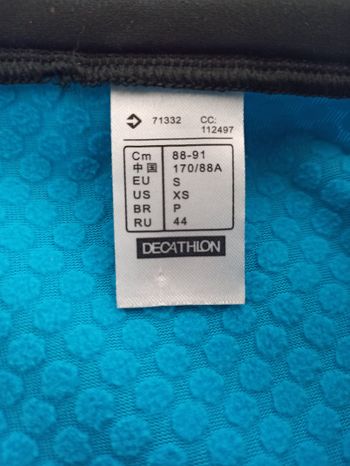 71332 CC:
112497
Cm 88-91
中国 170/88A
EU S
US XS
BR P
RU 44
DECATHLON